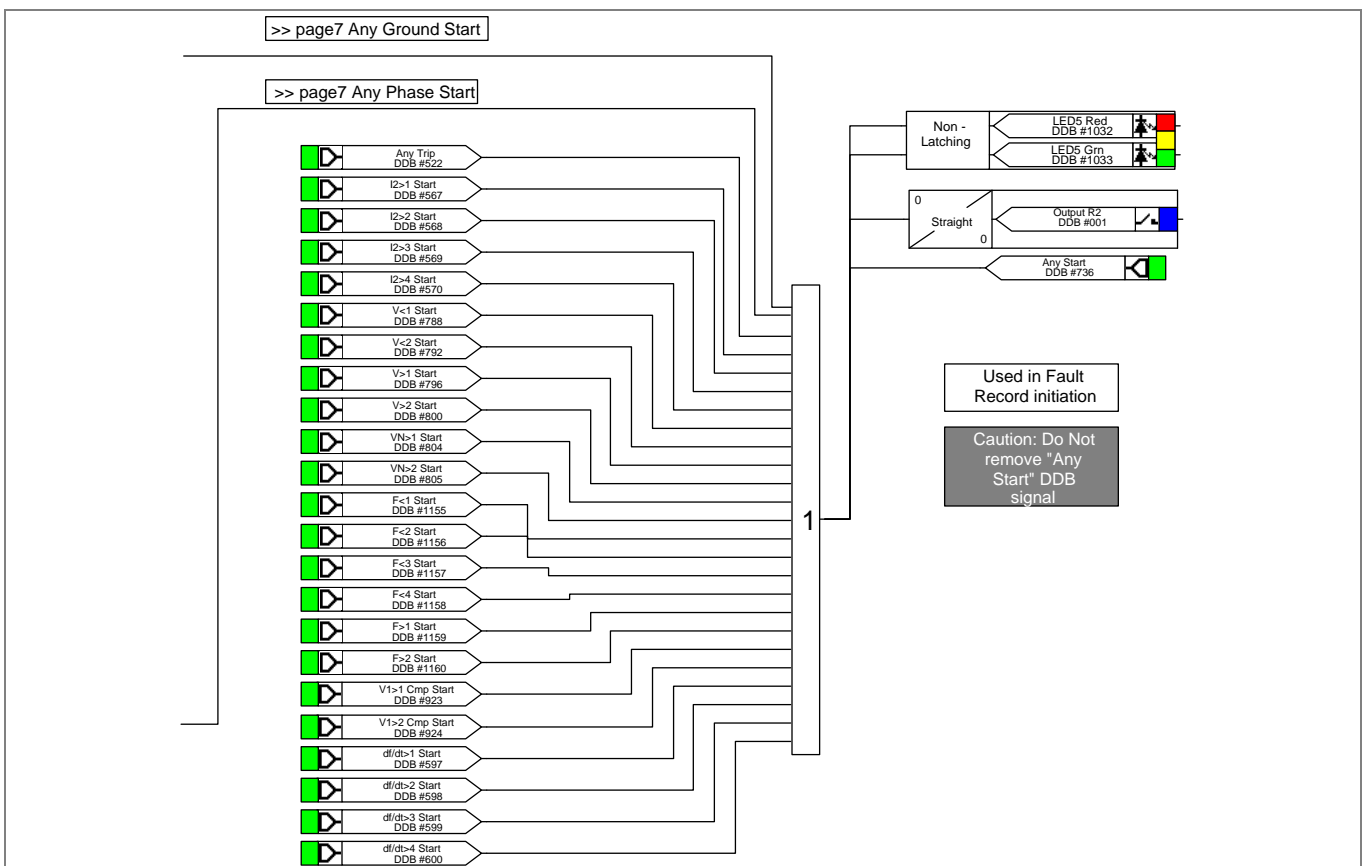 >> page7 Any Ground Start
>> page7 Any Phase Start
Any Trip
DDB #522
I2>1 Start
DDB #567
I2>2 Start
DDB #568
I2>3 Start
DDB #569
I2>4 Start
DDB #570
V<1 Start
DDB #788
V<2 Start
DDB #792
V>1 Start
DDB #796
V>2 Start
DDB #800
VN>1 Start
DDB #804
VN>2 Start
DDB #805
F<1 Start
DDB #1155
F<2 Start
DDB #1156
F<3 Start
DDB #1157
F<4 Start
DDB #1158
F>1 Start
DDB #1159
F>2 Start
DDB #1160
V1>1 Cmp Start
DDB #923
V1>2 Cmp Start
DDB #924
df/dt>1 Start
DDB #597
df/dt>2 Start
DDB #598
df/dt>3 Start
DDB #599
df/dt>4 Start
DDB #600
1
Non -
Latching
LED5 Red
DDB #1032
LED5 Grn
DDB #1033
0
Straight
0
Output R2
DDB #001
Any Start
DDB #736
Used in Fault
Record initiation
Caution: Do Not
remove "Any
Start" DDB
signal